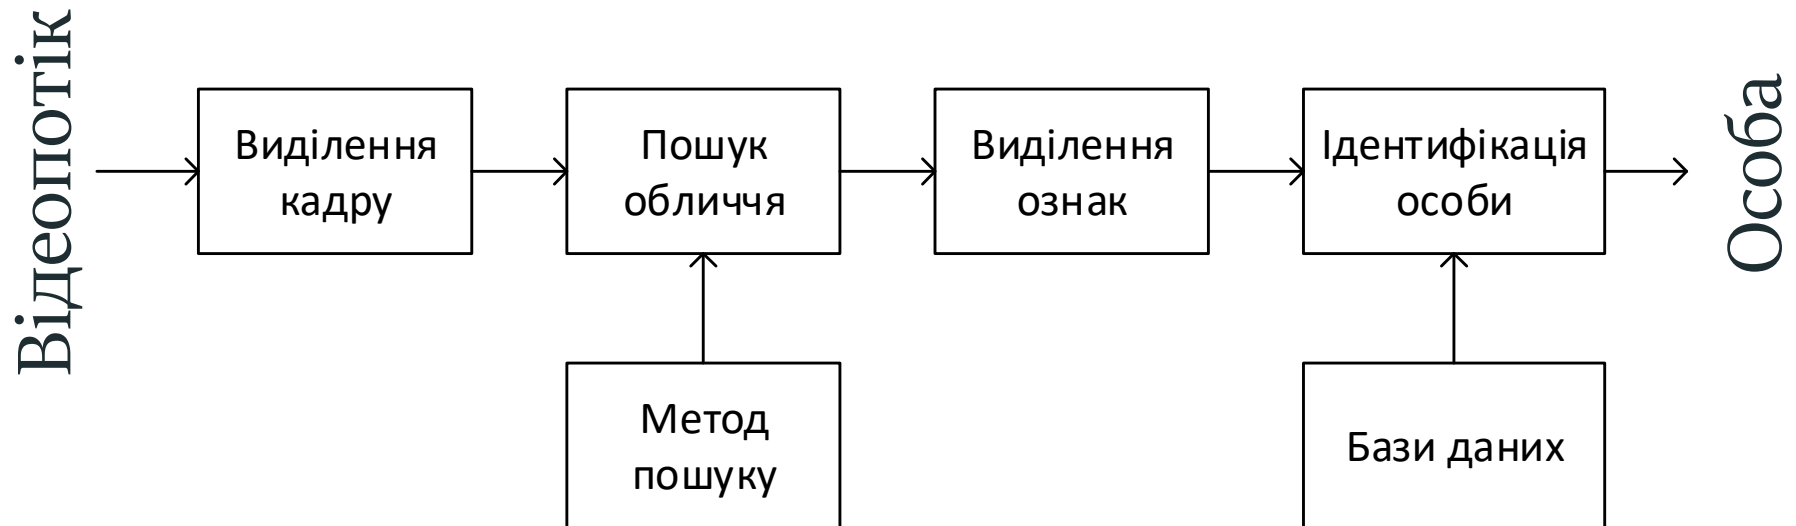 Відеопотік
Виділення
кадру
Пошук
обличчя
Виділення
ознак
Ідентифікація
особи
Особа
Метод
пошуку
Бази даних